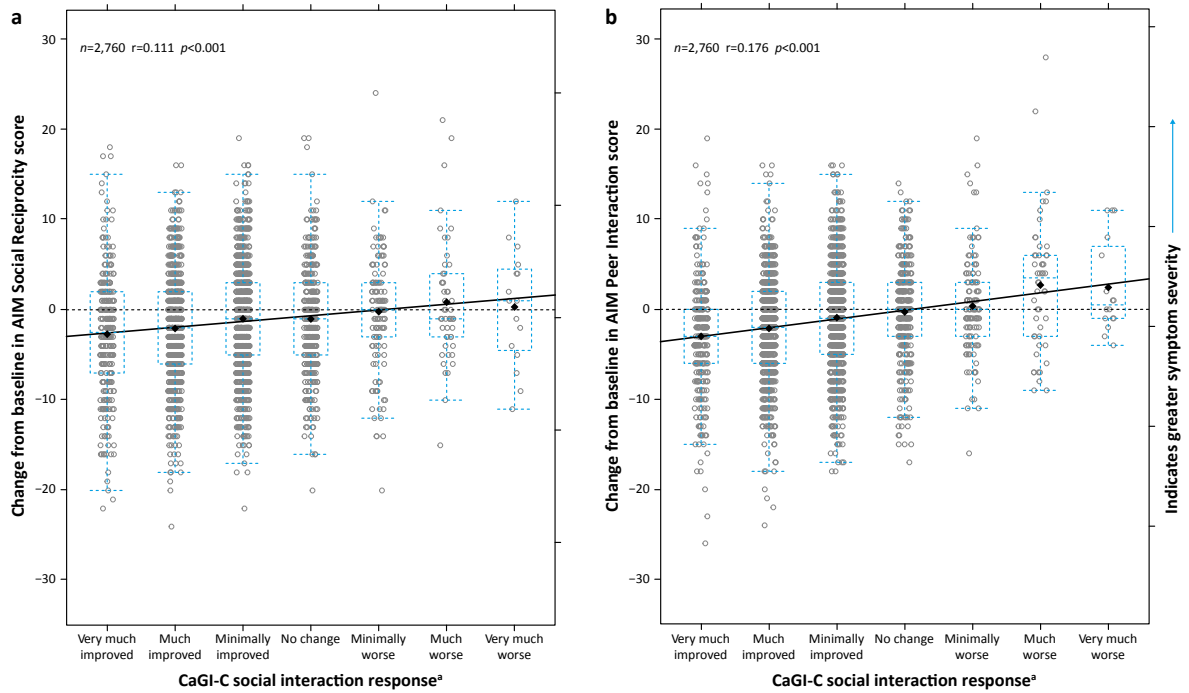 a
n=2,760 r=0.111 p<0.001
Change from baseline in AIM Social Reciprocity score
30
20
10
0
−10
−20
−30
Very much improved
Much improved
Minimally improved
No change
Minimally worse
Much worse
Very much worse
CaGI-C social interaction responseᵃ
b
n=2,760 r=0.176 p<0.001
Change from baseline in AIM Peer Interaction score
30
20
10
0
−10
−20
−30
Very much improved
Much improved
Minimally improved
No change
Minimally worse
Much worse
Very much worse
CaGI-C social interaction responseᵃ
Indicates greater symptom severity